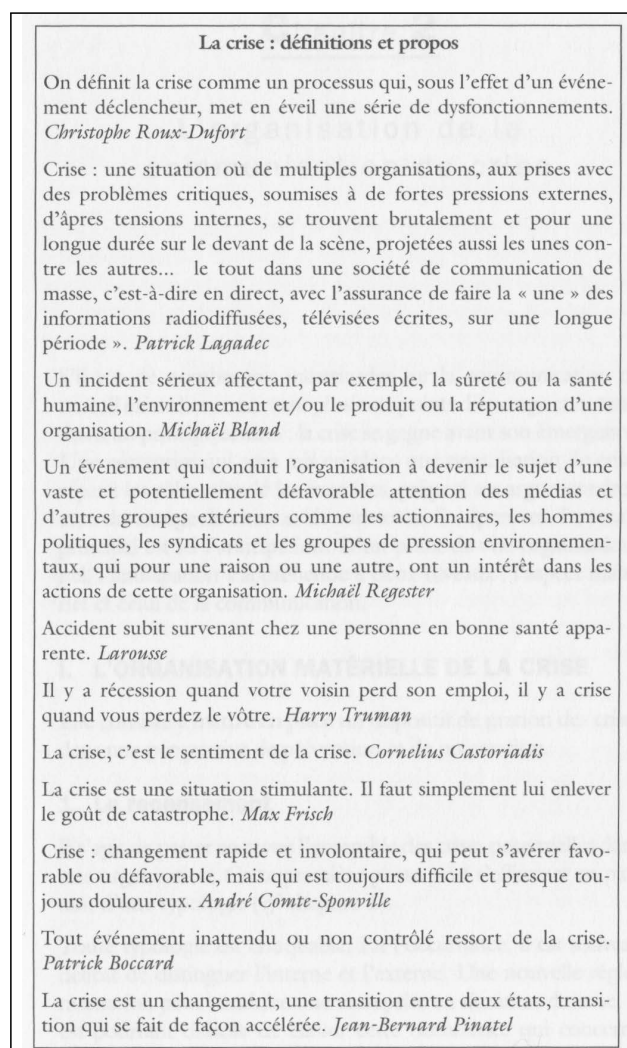 La crise : définitions et propos
On définit la crise comme un processus qui, sous l'effet d'un événe-
ment déclencheur, met en éveil une série de dysfonctionnements.
Christophe Roux-Dufort
Crise : une situation où de multiples organisations, aux prises avec
des problèmes critiques, soumises à de fortes pressions externes,
d'âpres tensions internes, se trouvent brutalement et pour une
longue durée sur le devant de la scène, projetées aussi les unes con-
tre les autres... le tout dans une société de communication de
masse, c'est-à-dire en direct, avec l'assurance de faire la « une » des
informations radiodiffusées, télévisées écrites, sur une longue
période ». Patrick Lagadec
Un incident sérieux affectant, par exemple, la sûreté ou la santé
humaine, l'environnement et/ou le produit ou la réputation d'une
organisation. Michaël Bland
Un événement qui conduit l'organisation à devenir le sujet d'une
vaste et potentiellement défavorable attention des médias et
d'autres groupes extérieurs comme les actionnaires, les hommes
politiques, les syndicats et les groupes de pression environnemen-
taux, qui pour une raison ou une autre, ont un intérêt dans les
actions de cette organisation. Michaël Regester
Accident subit survenant chez une personne en bonne santé appa-
rente. Larousse
Il y a récession quand votre voisin perd son emploi, il y a crise
quand vous perdez le vôtre. Harry Truman
La crise, c'est le sentiment de la crise. Cornelius Castoriadis
La crise est une situation stimulante. Il faut simplement lui enlever
le goût de catastrophe. Max Frisch
Crise : changement rapide et involontaire, qui peut s'avérer favo-
rable ou défavorable, mais qui est toujours difficile et presque tou-
jours douloureux. André Comte-Sponville
Tout événement inattendu ou non contrôlé ressort de la crise.
Patrick Boccard
La crise est un changement, une transition entre deux états, transi-
tion qui se fait de façon accélérée. Jean-Bernard Pinatel